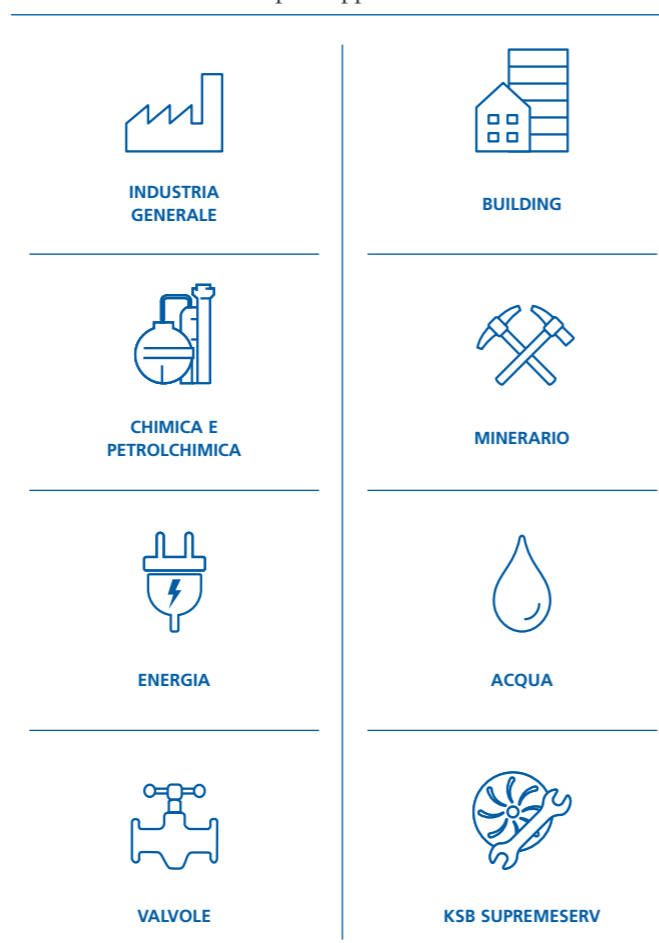 INDUSTRIA
GENERALE
BUILDING
CHIMICA E
PETROLCHIMICA
MINERARIO
ENERGIA
ACQUA
VALVOLE
KSB SUPREMESERV